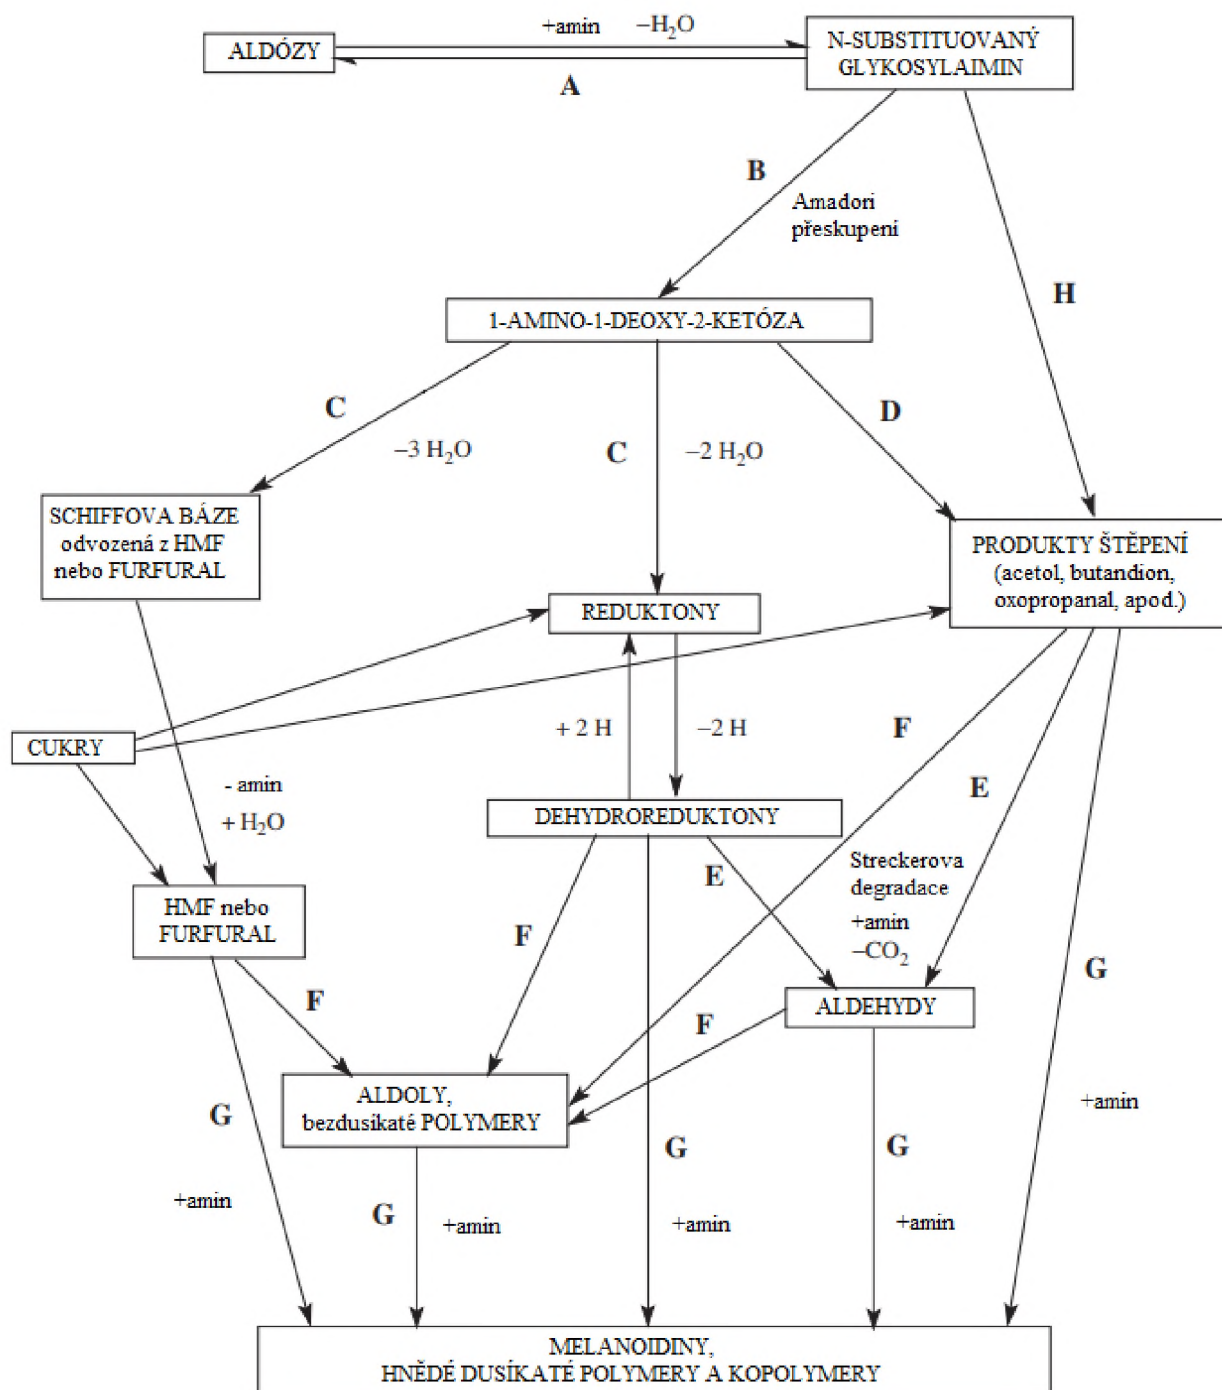 +amin −H₂O
ALDÓZY
N-SUBSTITUOVANÝ
GLYKOSYLAIMIN
A
B
Amadori
přeskupení
H
1-AMINO-1-DEOXY-2-KETÓZA
C
−3 H₂O
C
−2 H₂O
D
SCHIFFOVA BÁZE
odvozená z HMF
nebo FURFURAL
PRODUKTY ŠTĚPENÍ
(acetol, butandion,
oxopropanal, apod.)
REDUKTONY
CUKRY
+ 2 H
−2 H
F
E
- amin
+ H₂O
DEHYDROREDUKTONY
E
Streckerova
degradace
+amin
−CO₂
HMF nebo
FURFURAL
F
G
F
F
ALDEHYDY
ALDOLY,
bezdusíkaté POLYMERY
G
+amin
G
+amin
G
+amin
G
+amin
+amin
MELANOIDINY,
HNĚDÉ DUSÍKATÉ POLYMERY A KOPOLYMERY